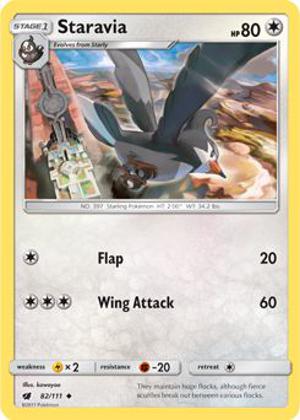 STAGE 1
Staravia
HP 80
Evolves from Starly
NO. 397 Starling Pokémon HT: 2'00" WT: 34.2 lbs.
Flap 20
Wing Attack 60
weakness ×2 resistance -20 retreat
Illus. kawayoo
82/111
©2017 Pokémon
They maintain huge flocks, although fierce
scuffles break out between various flocks.